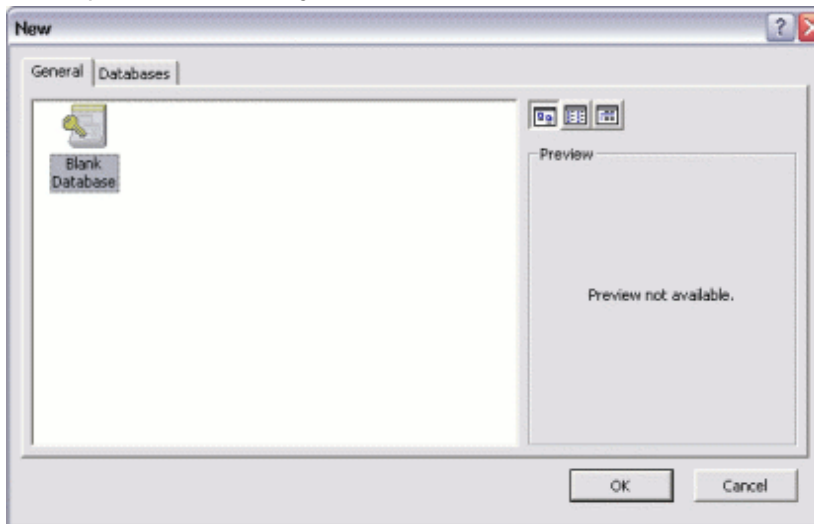 New
General
Databases
Blank
Database
Preview
Preview not available.
OK
Cancel